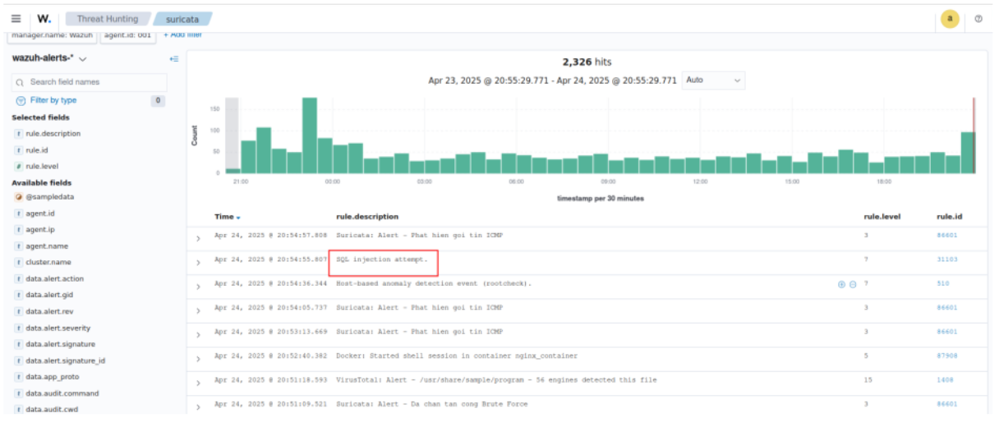 W. Threat Hunting suricata a
manager.name: Wazuh agent.id: 001 + Add filter
wazuh-alerts-*
Search field names
Filter by type 0
Selected fields
t rule.description
t rule.id
# rule.level
Available fields
@sampledata
t agent.id
t agent.ip
t agent.name
t cluster.name
t data.alert.action
t data.alert.gid
t data.alert.rev
t data.alert.severity
t data.alert.signature
t data.alert.signature_id
t data.app_proto
t data.audit.command
t data.audit.cwd
2,326 hits
Apr 23, 2025 @ 20:55:29.771 - Apr 24, 2025 @ 20:55:29.771 Auto
Count
150
100
50
0
21:00 00:00 03:00 06:00 09:00 12:00 15:00 18:00
timestamp per 30 minutes
Time rule.description rule.level rule.id
Apr 24, 2025 @ 20:54:57.808 Suricata: Alert - Phat hien goi tin ICMP 3 86601
Apr 24, 2025 @ 20:54:55.807 SQL injection attempt. 7 31103
Apr 24, 2025 @ 20:54:36.344 Host-based anomaly detection event (rootcheck). 7 510
Apr 24, 2025 @ 20:54:05.737 Suricata: Alert - Phat hien goi tin ICMP 3 86601
Apr 24, 2025 @ 20:53:13.669 Suricata: Alert - Phat hien goi tin ICMP 3 86601
Apr 24, 2025 @ 20:52:40.382 Docker: Started shell session in container nginx_container 5 87908
Apr 24, 2025 @ 20:51:18.593 VirusTotal: Alert - /usr/share/sample/program - 56 engines detected this file 15 1408
Apr 24, 2025 @ 20:51:09.521 Suricata: Alert - Da chan tan cong Brute Force 3 86601